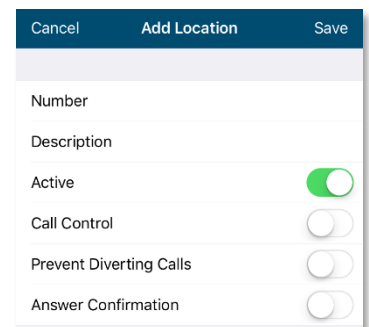 Cancel Add Location Save
Number
Description
Active
Call Control
Prevent Diverting Calls
Answer Confirmation